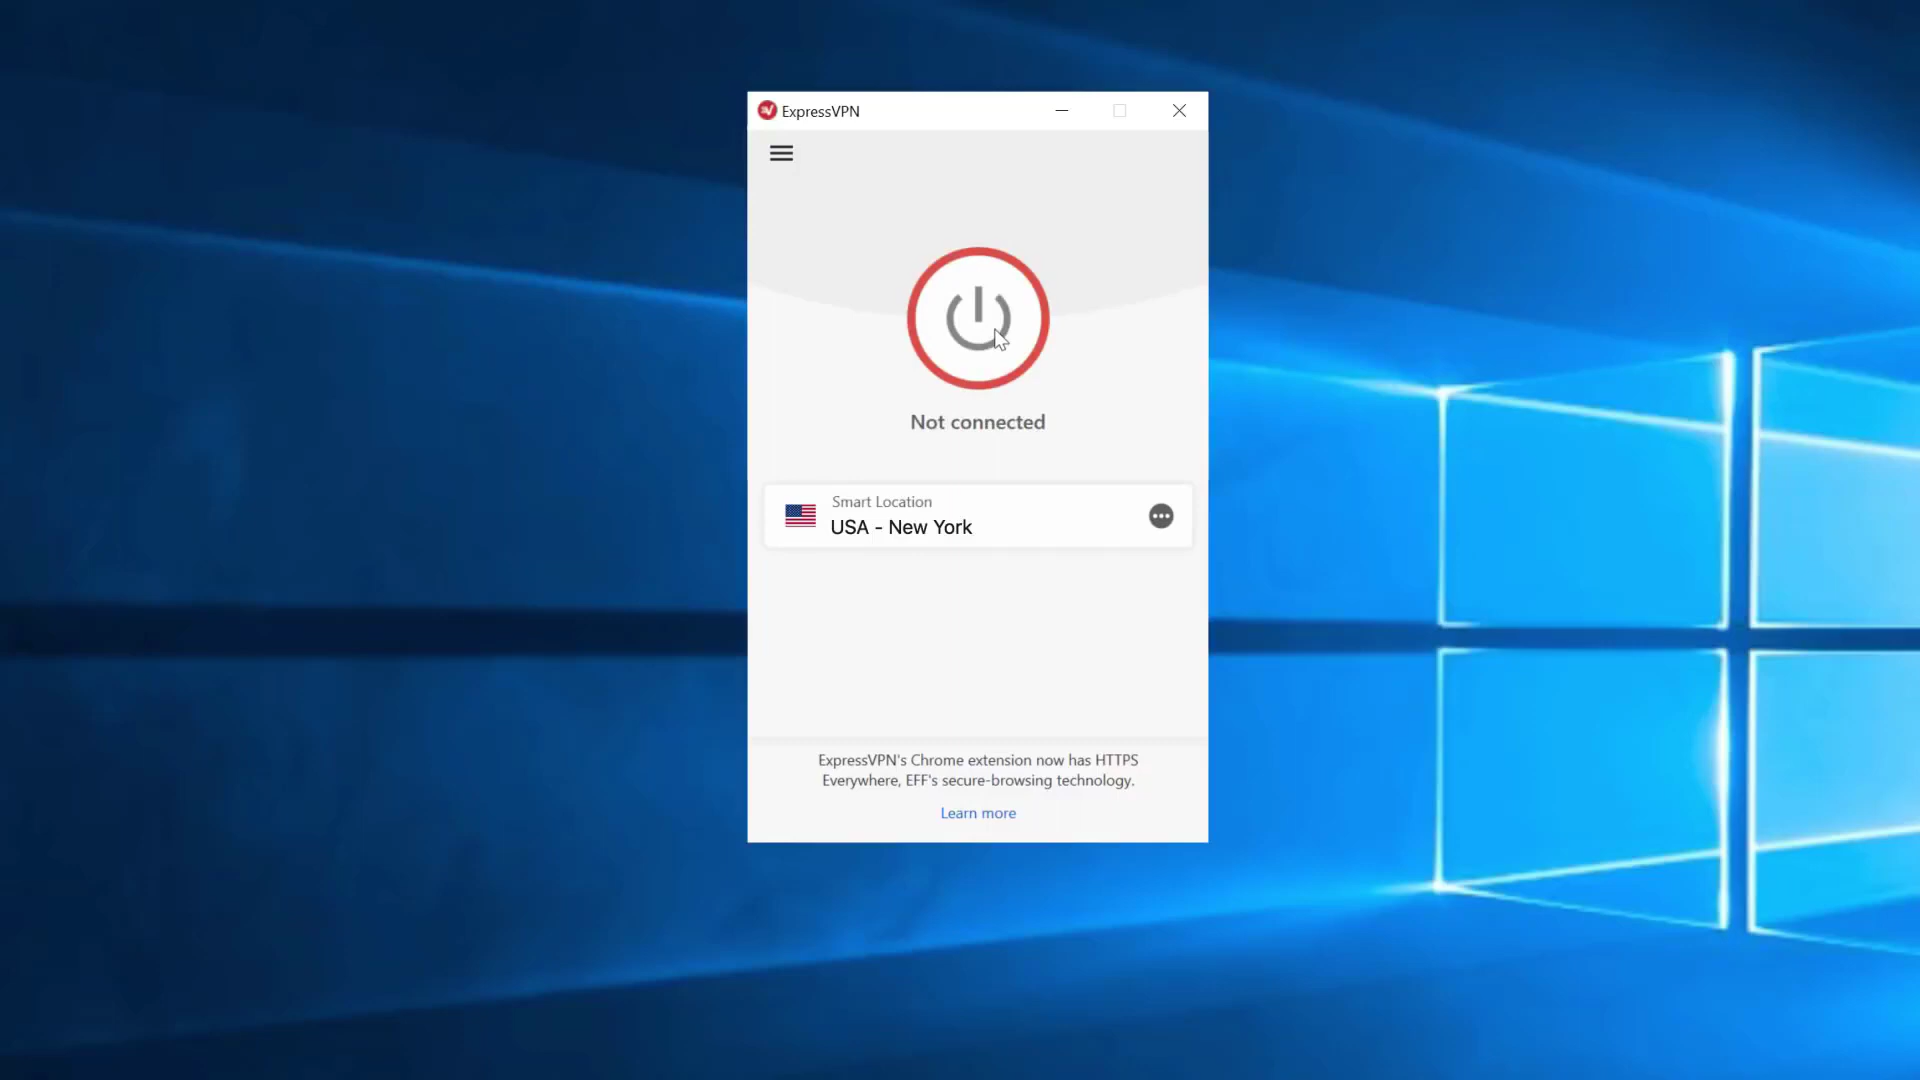 ExpressVPN
Not connected
Smart Location
USA - New York
ExpressVPN's Chrome extension now has HTTPS
Everywhere, EFF's secure-browsing technology.
Learn more